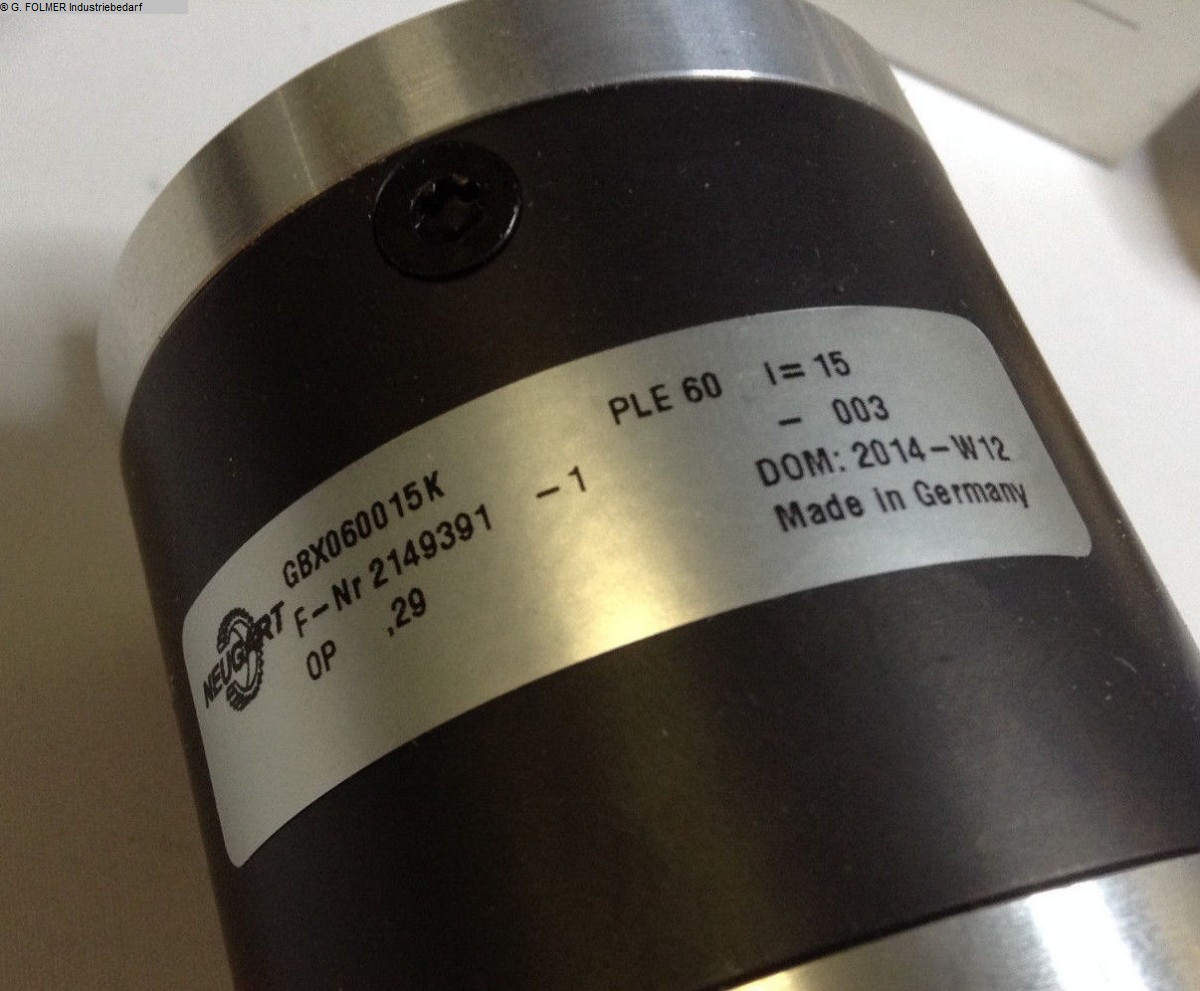 ® G. FOLMER Industriebedarf
NEUGART
GBX060015K PLE 60 i= 15
F-Nr 2149391 -1 - 003
OP ,29 DOM: 2014-W12
Made in Germany